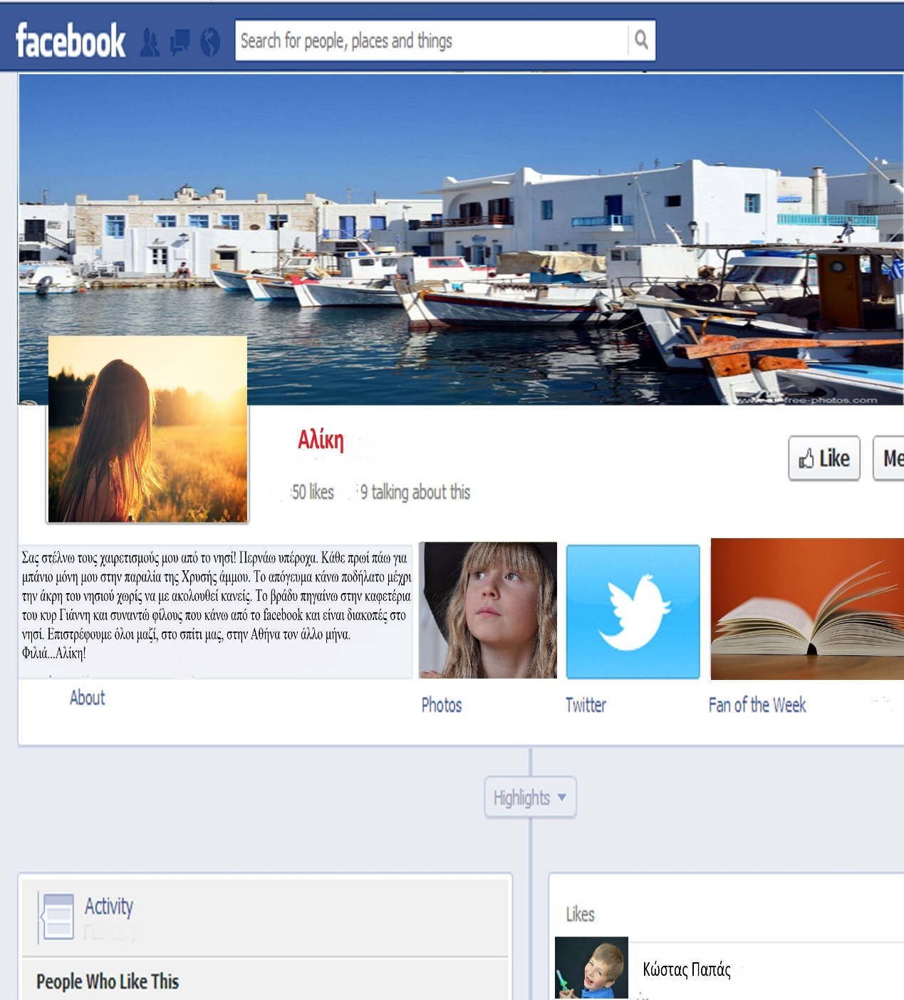 facebook
Search for people, places and things
free-photos.com
Αλίκη
Like
Me
50 likes
9 talking about this
Σας στέλνω τους χαιρετισμούς μου από το νησί! Περνάω υπέροχα. Κάθε πρωί πάω για
μπάνιο μόνη μου στην παραλία της Χρυσής άμμου. Το απόγευμα κάνω ποδήλατο μέχρι
την άκρη του νησιού χωρίς να με ακολουθεί κανείς. Το βράδυ πηγαίνω στην καφετέρια
του κυρ Γιάννη και συναντώ φίλους που κάνω από το facebook και είναι διακοπές στο
νησί. Επιστρέφουμε όλοι μαζί, στο σπίτι μας, στην Αθήνα τον άλλο μήνα.
Φιλιά...Αλίκη!
About
Photos
Twitter
Fan of the Week
Highlights
Activity
People Who Like This
Likes
Κώστας Παπάς